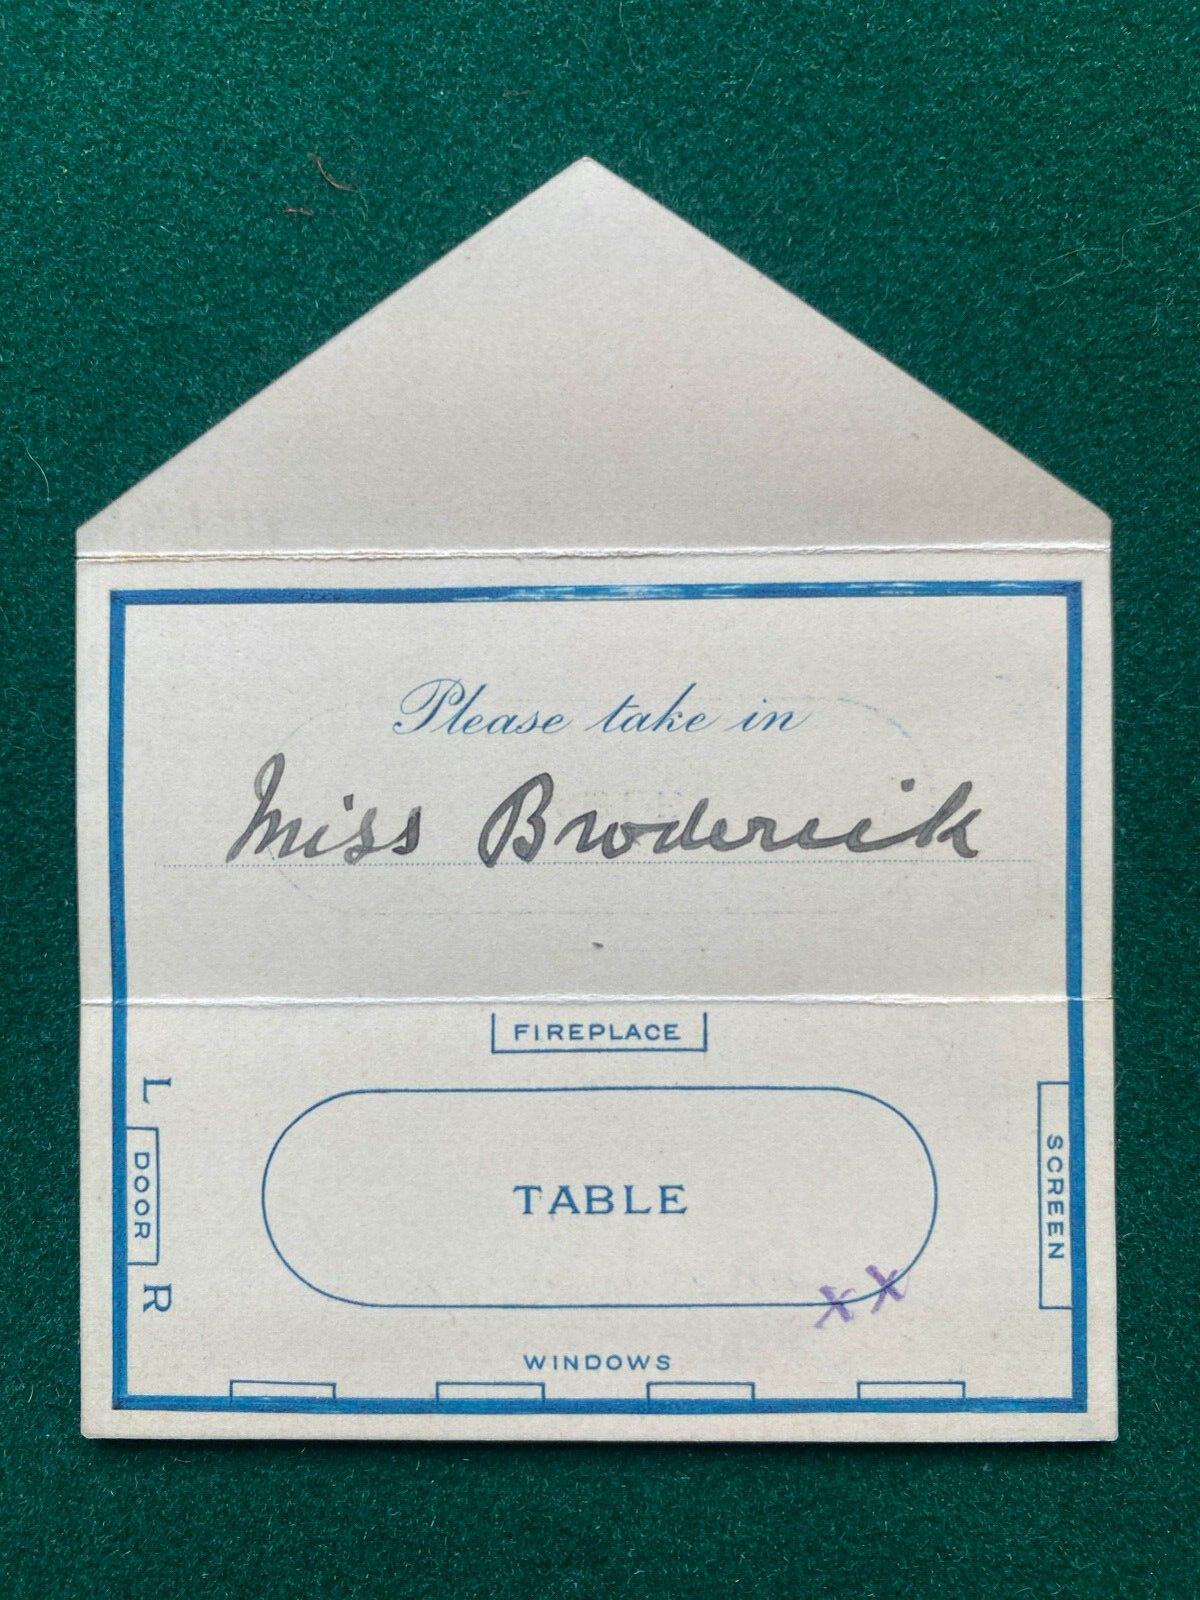 Please take in
Miss Broderick
FIREPLACE
L
DOOR
R
TABLE
SCREEN
x x
WINDOWS